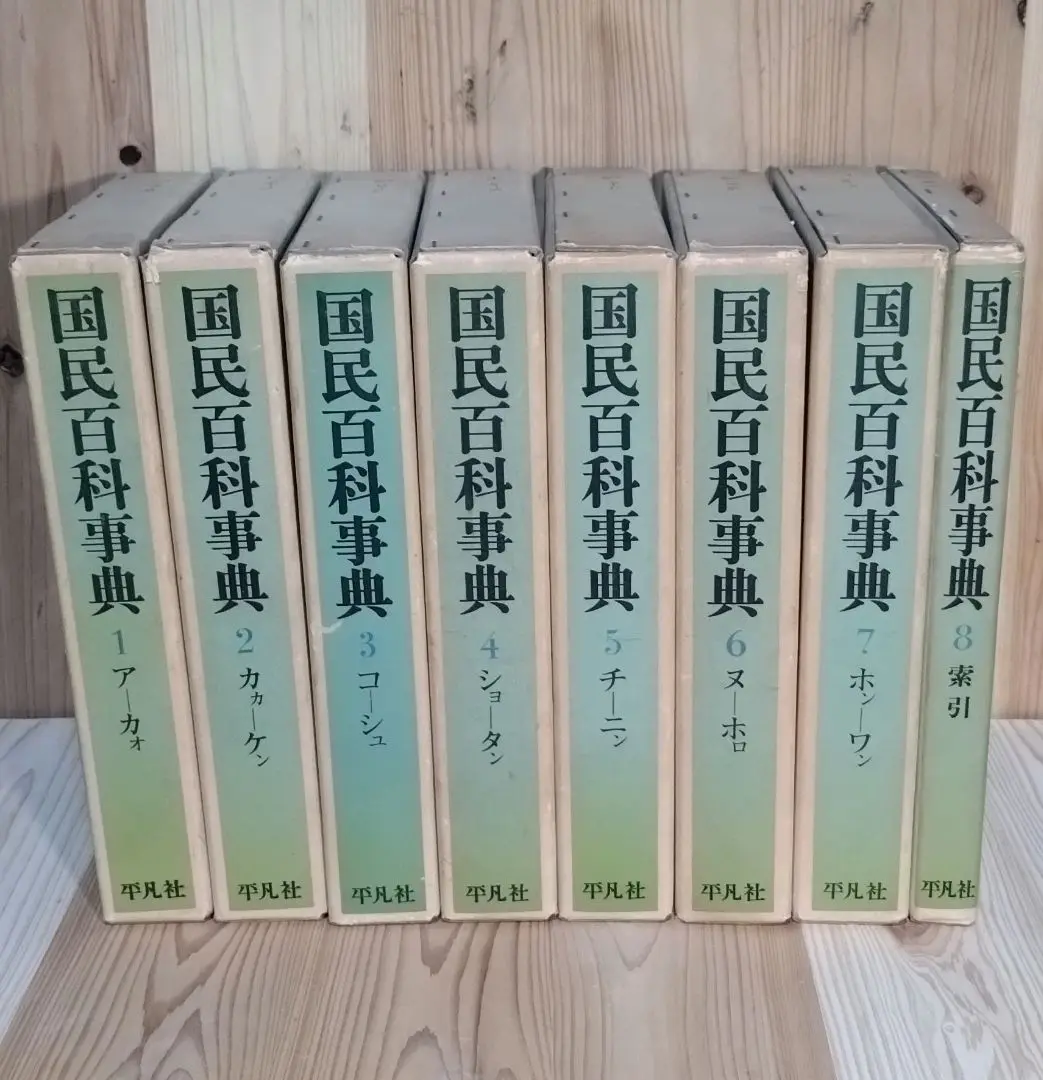 国民百科事典
1
ア—カォ
平凡社
国民百科事典
2
カヵ—ケン
平凡社
国民百科事典
3
コ—シュ
平凡社
国民百科事典
4
ショ—タン
平凡社
国民百科事典
5
チ—ニン
平凡社
国民百科事典
6
ヌ—ホロ
平凡社
国民百科事典
7
ホン—ワン
平凡社
国民百科事典
8
索引
平凡社